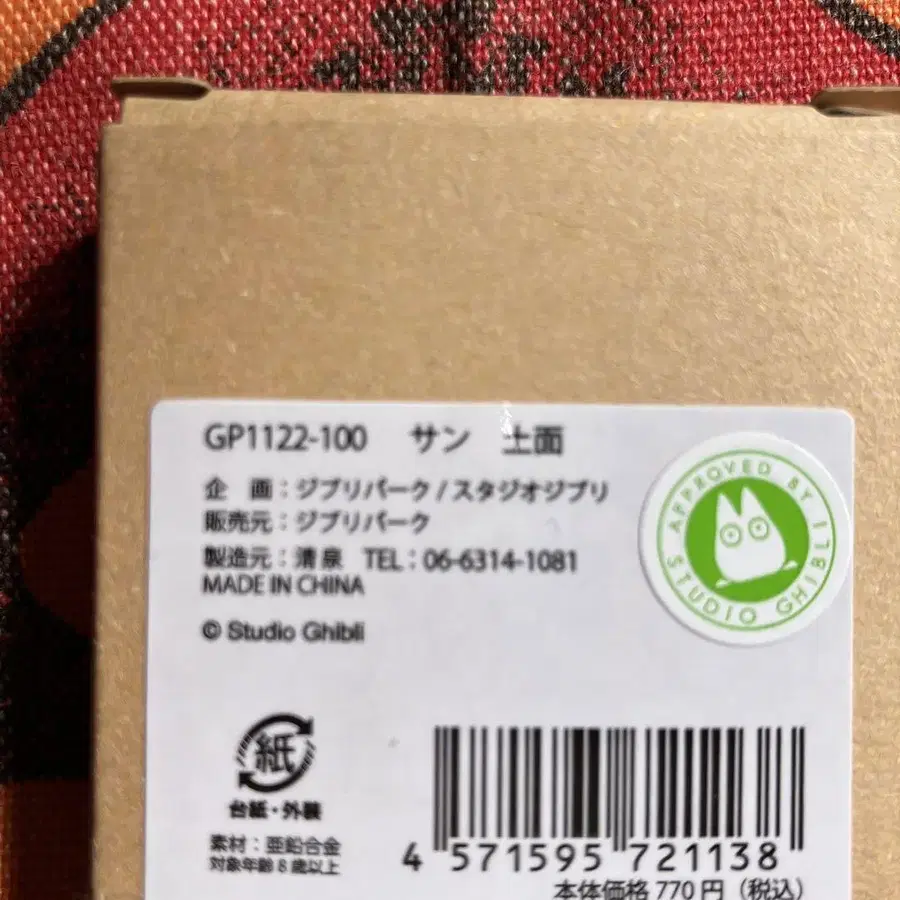 GP1122-100 サン 土面
企 画：ジブリパーク / スタジオジブリ
販売元：ジブリパーク
製造元：清泉 TEL：06-6314-1081
MADE IN CHINA
© Studio Ghibli
APPROVED BY STUDIO GHIBLI
紙
台紙・外装
素材：亜鉛合金
対象年齢8歳以上
4 571595 721138
本体価格770円（税込）